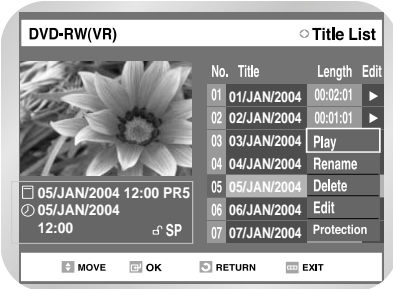 DVD-RW(VR) Title List
No. Title Length Edit
01 01/JAN/2004 00:02:01
02 02/JAN/2004 00:01:01
03 03/JAN/2004 Play
04 04/JAN/2004 Rename
05 05/JAN/2004 Delete
06 06/JAN/2004 Edit
07 07/JAN/2004 Protection
05/JAN/2004 12:00 PR5
05/JAN/2004
12:00 SP
MOVE OK RETURN EXIT